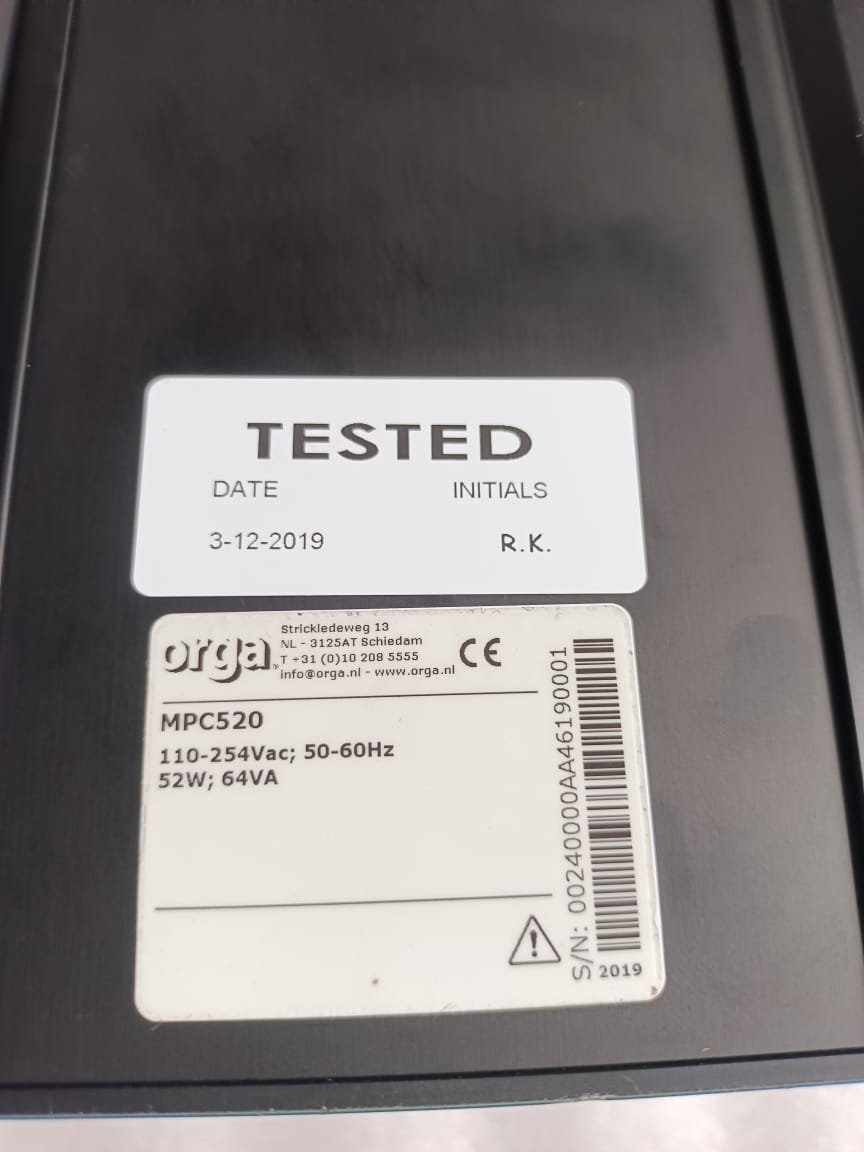 TESTED
DATE INITIALS
3-12-2019 R.K.
orga
Strickledeweg 13
NL - 3125AT Schiedam
T +31 (0)10 208 5555
info@orga.nl - www.orga.nl
CE
MPC520
110-254Vac; 50-60Hz
52W; 64VA
S/N: 00240000AA46190001
2019